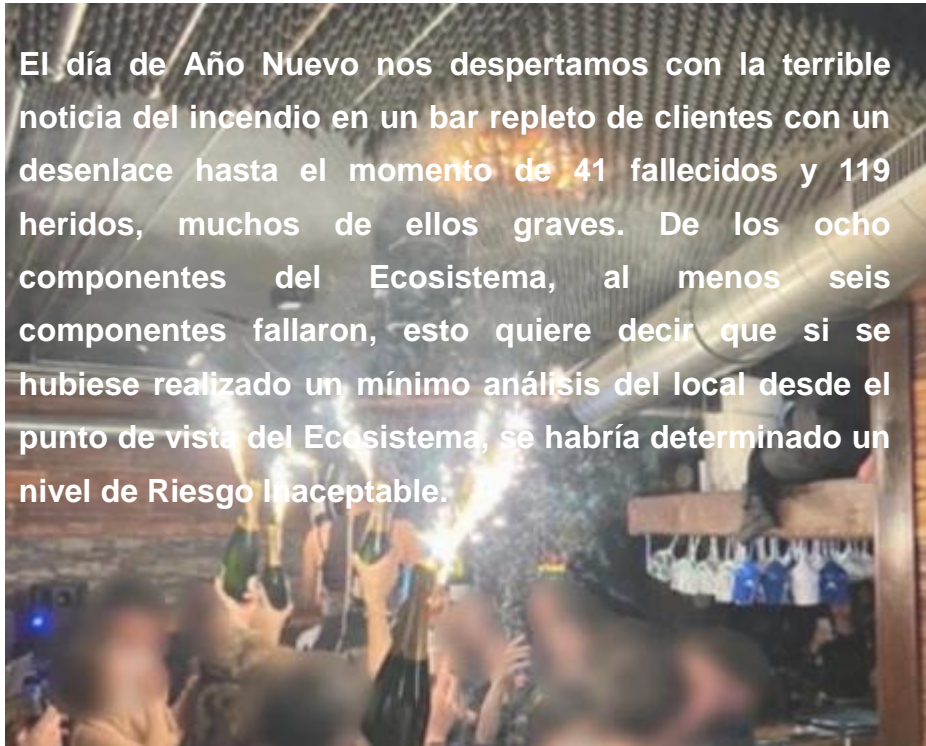 El día de Año Nuevo nos despertamos con la terrible
noticia del incendio en un bar repleto de clientes con un
desenlace hasta el momento de 41 fallecidos y 119
heridos, muchos de ellos graves. De los ocho
componentes del Ecosistema, al menos seis
componentes fallaron, esto quiere decir que si se
hubiese realizado un mínimo análisis del local desde el
punto de vista del Ecosistema, se habría determinado un
nivel de Riesgo Inaceptable.